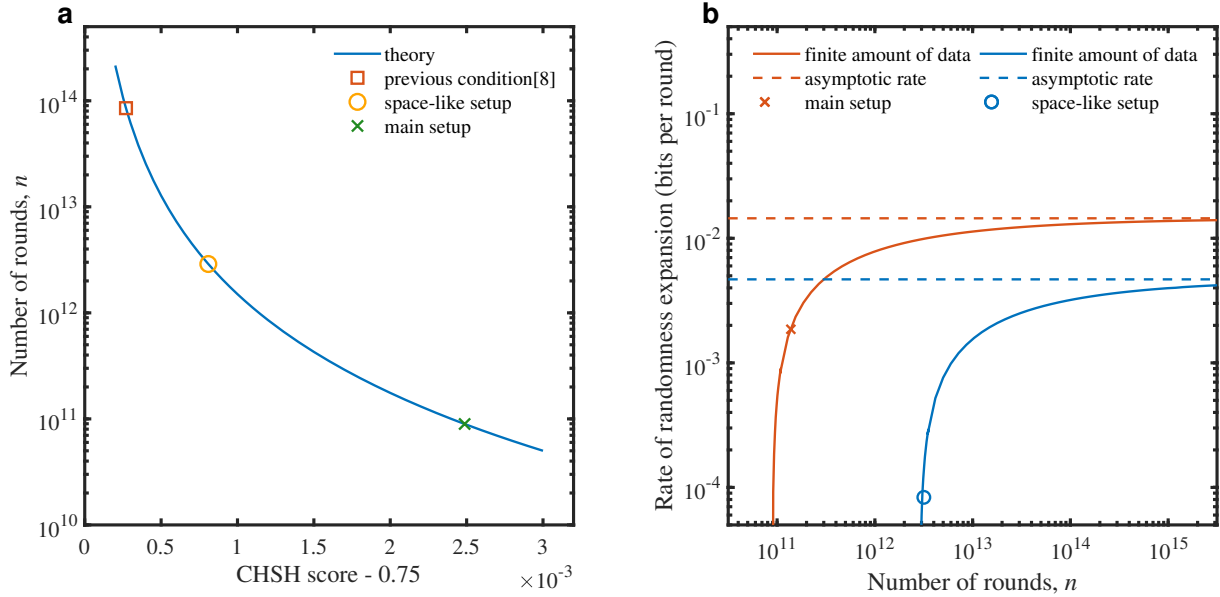 a
Number of rounds, n
10^14
10^13
10^12
10^11
10^10
theory
previous condition[8]
space-like setup
main setup
0 0.5 1 1.5 2 2.5 3
CHSH score - 0.75
×10^-3
b
Rate of randomness expansion (bits per round)
10^-1
10^-2
10^-3
10^-4
finite amount of data
asymptotic rate
main setup
finite amount of data
asymptotic rate
space-like setup
10^11 10^12 10^13 10^14 10^15
Number of rounds, n